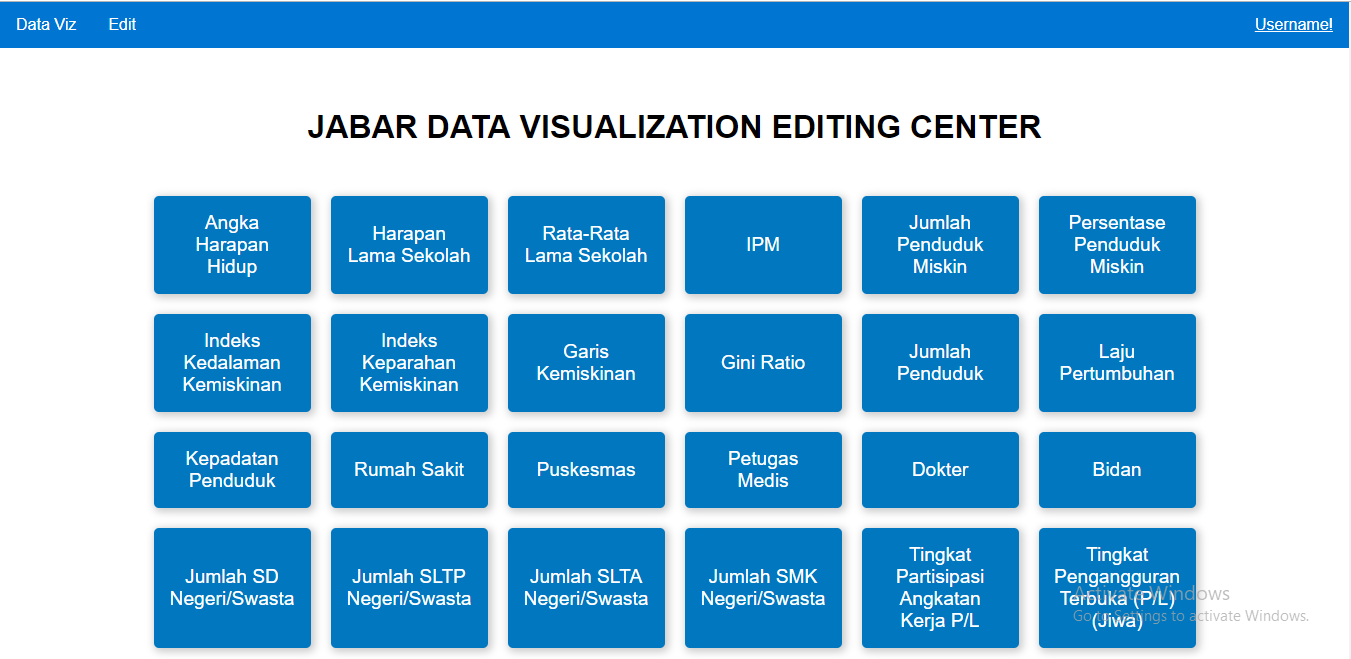 Data Viz Edit Username!
JABAR DATA VISUALIZATION EDITING CENTER
Angka
Harapan
Hidup
Harapan
Lama Sekolah
Rata-Rata
Lama Sekolah
IPM
Jumlah
Penduduk
Miskin
Persentase
Penduduk
Miskin
Indeks
Kedalaman
Kemiskinan
Indeks
Keparahan
Kemiskinan
Garis
Kemiskinan
Gini Ratio
Jumlah
Penduduk
Laju
Pertumbuhan
Kepadatan
Penduduk
Rumah Sakit
Puskesmas
Petugas
Medis
Dokter
Bidan
Jumlah SD
Negeri/Swasta
Jumlah SLTP
Negeri/Swasta
Jumlah SLTA
Negeri/Swasta
Jumlah SMK
Negeri/Swasta
Tingkat
Partisipasi
Angkatan
Kerja P/L
Tingkat
Pengangguran
Terbuka (P/L)
(Jiwa)
Activate Windows
Go to Settings to activate Windows.